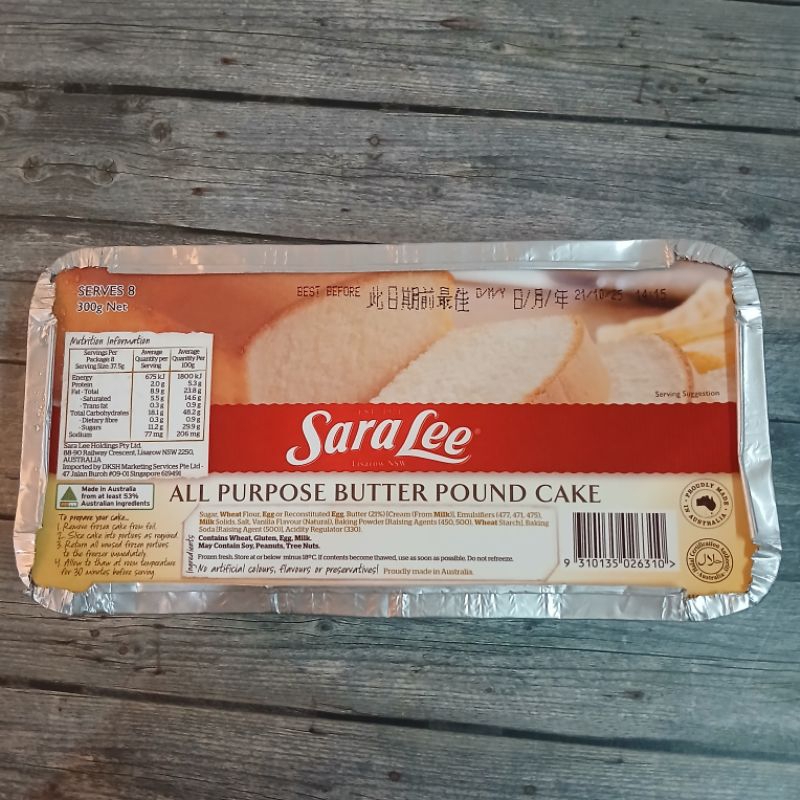 SERVES 8
300g Net
BEST BEFORE 此日期前最佳 D/M/Y 日/月/年 21/10/25 14:15
Nutrition Information
Servings Per Package: 8
Serving Size: 37.5g
Average Quantity per Serving
Average Quantity Per 100g
Energy 675 kJ 1800 kJ
Protein 2.0 g 5.3 g
Fat - Total 8.9 g 23.8 g
- Saturated 5.5 g 14.6 g
- Trans fat 0.3 g 0.9 g
Total Carbohydrates 18.1 g 48.2 g
- Dietary fibre 0.3 g 0.9 g
- Sugars 11.2 g 29.9 g
Sodium 77 mg 206 mg
Sara Lee Holdings Pty Ltd.
88-90 Railway Crescent, Lisarow NSW 2250,
AUSTRALIA
Imported by DKSH Marketing Services Pte Ltd -
47 Jalan Buroh #09-01 Singapore 619491
Serving Suggestion
Sara Lee®
Lisarow NSW
ALL PURPOSE BUTTER POUND CAKE
Made in Australia
from at least 53%
Australian ingredients
To prepare your cake...
1. Remove frozen cake from foil.
2. Slice cake into portions as required.
3. Return all unused frozen portions
to the freezer immediately.
4. Allow to thaw at room temperature
for 30 minutes before serving.
Ingredients
Sugar, Wheat Flour, Egg or Reconstituted Egg, Butter (21%) [Cream (From Milk)], Emulsifiers (477, 471, 475),
Milk Solids, Salt, Vanilla Flavour (Natural), Baking Powder [Raising Agents (450, 500), Wheat Starch], Baking
Soda [Raising Agent (500)], Acidity Regulator (330).
Contains Wheat, Gluten, Egg, Milk.
May Contain Soy, Peanuts, Tree Nuts.
Frozen fresh. Store at or below minus 18°C. If contents become thawed, use as soon as possible. Do not refreeze.
No artificial colours, flavours or preservatives! Proudly made in Australia.
9 310135 026310 >
PROUDLY MADE
IN AUSTRALIA
حلال
Australia